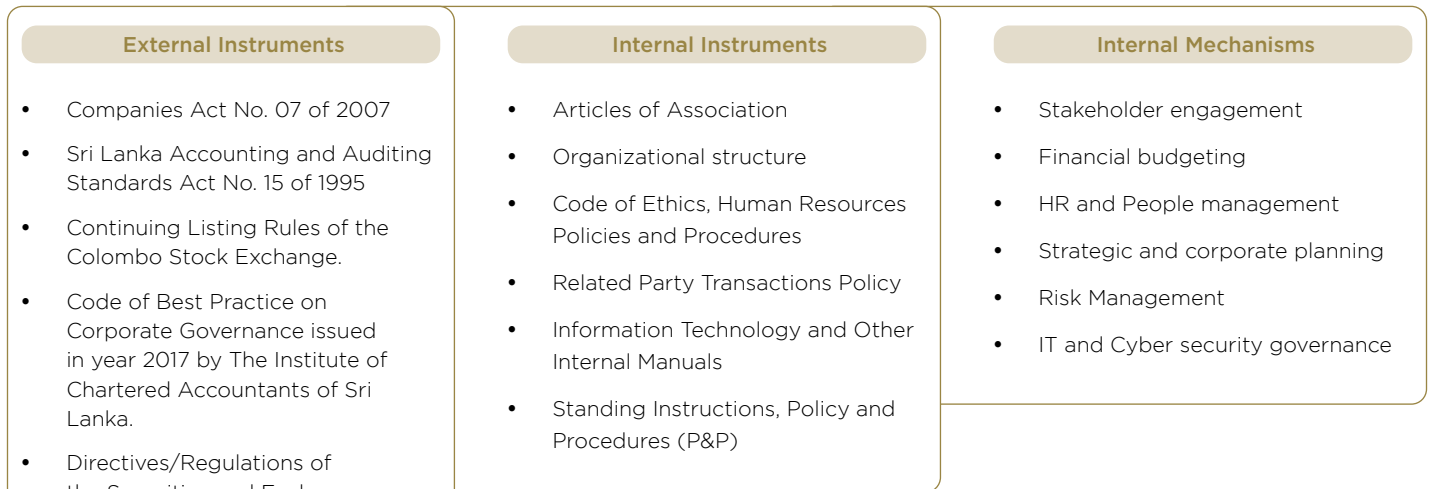 External Instruments
• Companies Act No. 07 of 2007
• Sri Lanka Accounting and Auditing
Standards Act No. 15 of 1995
• Continuing Listing Rules of the
Colombo Stock Exchange.
• Code of Best Practice on
Corporate Governance issued
in year 2017 by The Institute of
Chartered Accountants of Sri
Lanka.
• Directives/Regulations of
Internal Instruments
• Articles of Association
• Organizational structure
• Code of Ethics, Human Resources
Policies and Procedures
• Related Party Transactions Policy
• Information Technology and Other
Internal Manuals
• Standing Instructions, Policy and
Procedures (P&P)
Internal Mechanisms
• Stakeholder engagement
• Financial budgeting
• HR and People management
• Strategic and corporate planning
• Risk Management
• IT and Cyber security governance